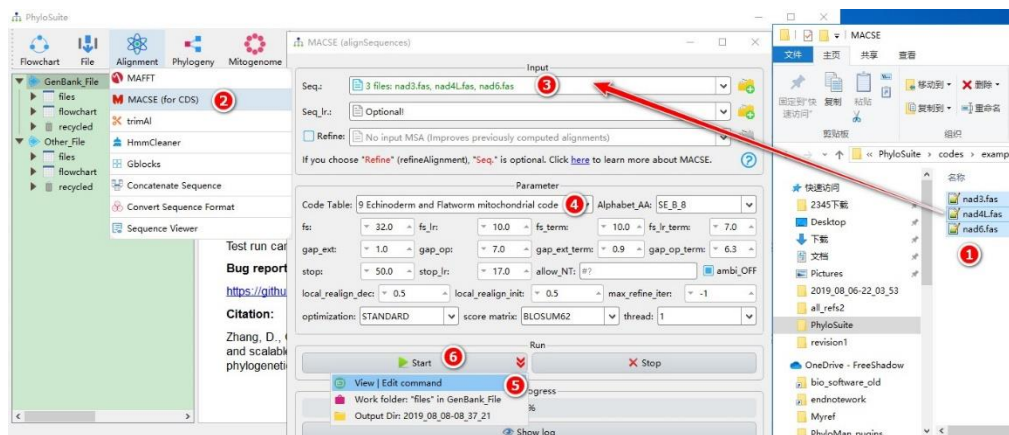 PhyloSuite
Flowchart File Alignment Phylogeny Mitogenome
GenBank_File
files
flowchart
recycled
Other_File
files
flowchart
recycled
MAFFT
MACSE (for CDS)
2
trimAl
HmmCleaner
Gblocks
Concatenate Sequence
Convert Sequence Format
Sequence Viewer
Test run can
Bug report
https://githu
Citation:
Zhang, D., 
and scalabl
phylogeneti
MACSE (alignSequences)
Input
Seq.: 3 files: nad3.fas, nad4L.fas, nad6.fas 3
Seq_lr.: Optional!
Refine: No input MSA (Improves previously computed alignments)
If you choose "Refine" (refineAlignment), "Seq." is optional. Click here to learn more about MACSE.
Parameter
Code Table: 9 Echinoderm and Flatworm mitochondrial code 4 Alphabet_AA: SE_B_8
fs: 32.0 fs_lr: 10.0 fs_term: 10.0 fs_lr_term: 7.0
gap_ext: 1.0 gap_op: 7.0 gap_ext_term: 0.9 gap_op_term: 6.3
stop: 50.0 stop_lr: 17.0 allow_NT: #? ambi_OFF
local_realign_dec: 0.5 local_realign_init: 0.5 max_refine_iter: -1
optimization: STANDARD score matrix: BLOSUM62 thread: 1
Run
Start 6 Stop
View | Edit command 5
Work folder: "files" in GenBank_File
Output Dir: 2019_08_08-08_37_21
ogress
%
Show log
MACSE
文件 主页 共享 查看
固定到"快速访问" 复制 粘贴
剪贴板
移动到 删除
复制到 重命名
组织
« PhyloSuite › codes › examp
名称
快速访问
2345下载
Desktop
下载
文档
Pictures
2019_08_06-22_03_53
all_refs2
PhyloSuite
revision1
OneDrive - FreeShadow
bio_software_old
endnotework
Myref
PhyloMan_pugins
nad3.fas
nad4L.fas
nad6.fas
1